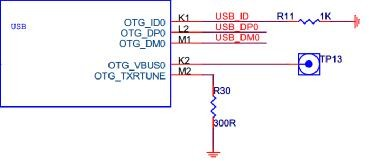 K1 USB_ID R11 1K
USB OTG_ID0 L2 USB_DP0
OTG_DP0 M1 USB_DM0
OTG_DM0
K2 TP13
OTG_VBUS0 M2
OTG_TXRTUNE
R30
300R